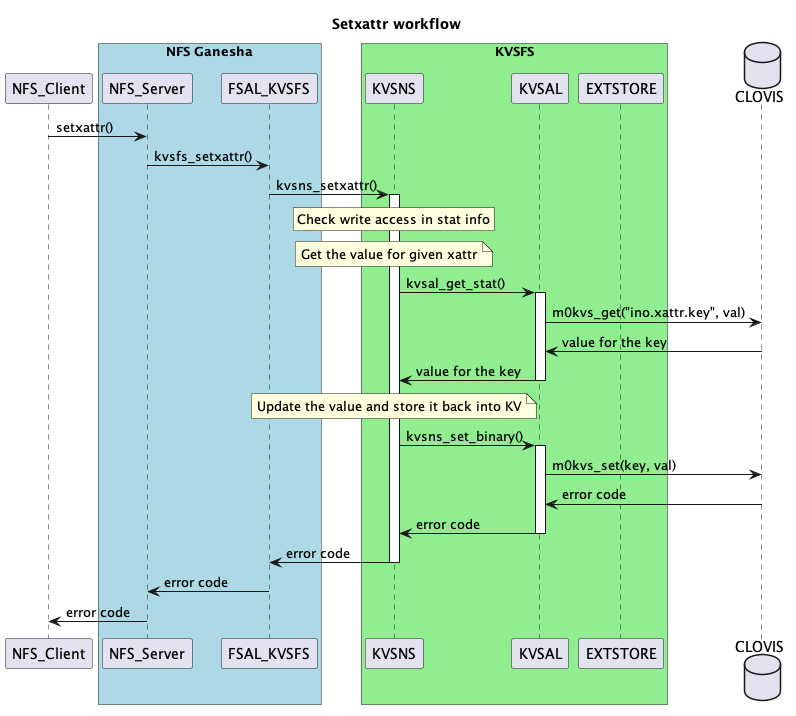 Setxattr workflow
NFS Ganesha
KVSFS
NFS_Client
NFS_Server
FSAL_KVSFS
KVSNS
KVSAL
EXTSTORE
CLOVIS
setxattr()
kvsfs_setxattr()
kvsns_setxattr()
Check write access in stat info
Get the value for given xattr
kvsal_get_stat()
m0kvs_get("ino.xattr.key", val)
value for the key
value for the key
Update the value and store it back into KV
kvsns_set_binary()
m0kvs_set(key, val)
error code
error code
error code
error code
error code
NFS_Client
NFS_Server
FSAL_KVSFS
KVSNS
KVSAL
EXTSTORE
CLOVIS